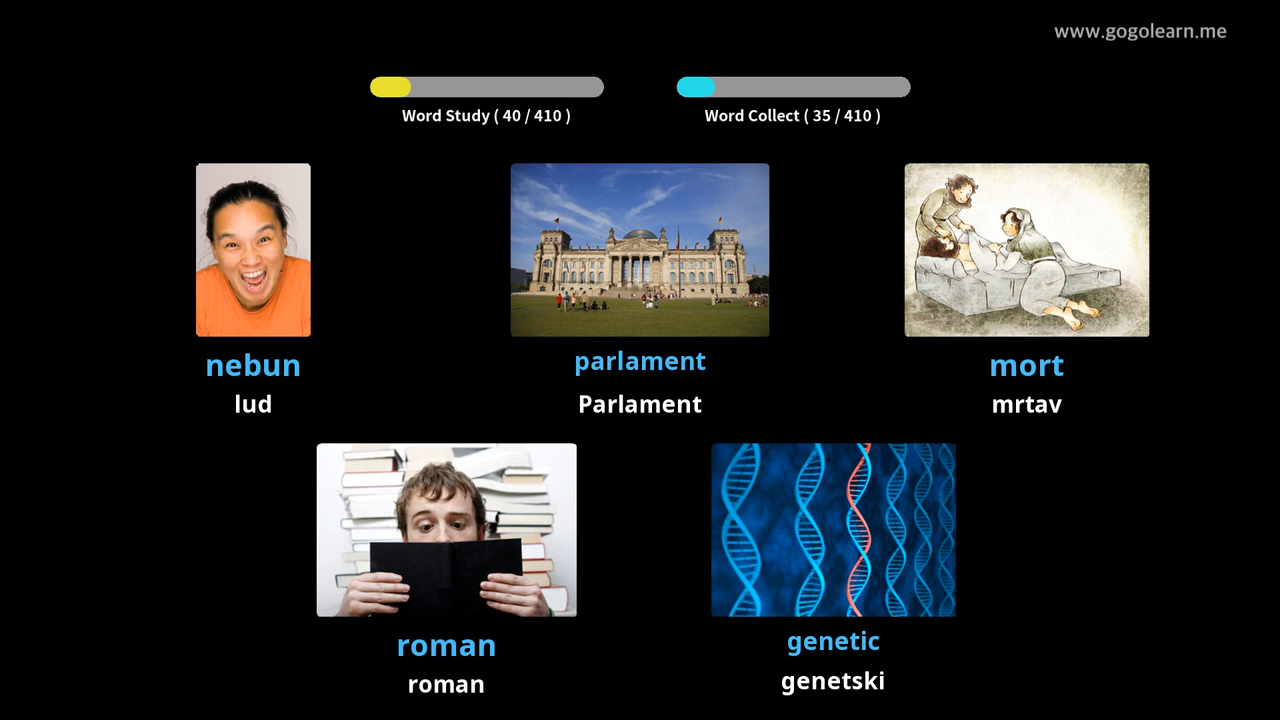 www.gogolearn.me
Word Study ( 40 / 410 )
Word Collect ( 35 / 410 )
nebun
lud
parlament
Parlament
mort
mrtav
roman
roman
genetic
genetski